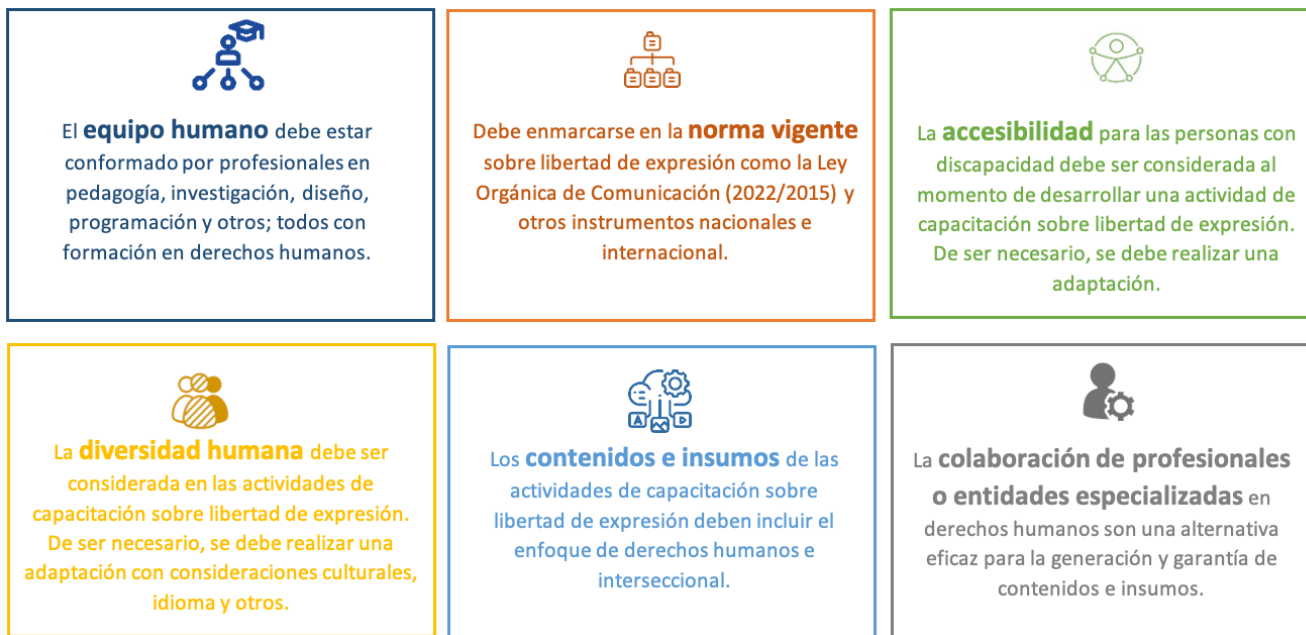 El equipo humano debe estar
conformado por profesionales en
pedagogía, investigación, diseño,
programación y otros; todos con
formación en derechos humanos.
Debe enmarcarse en la norma vigente
sobre libertad de expresión como la Ley
Orgánica de Comunicación (2022/2015) y
otros instrumentos nacionales e
internacional.
La accesibilidad para las personas con
discapacidad debe ser considerada al
momento de desarrollar una actividad de
capacitación sobre libertad de expresión.
De ser necesario, se debe realizar una
adaptación.
La diversidad humana debe ser
considerada en las actividades de
capacitación sobre libertad de expresión.
De ser necesario, se debe realizar una
adaptación con consideraciones culturales,
idioma y otros.
Los contenidos e insumos de las
actividades de capacitación sobre
libertad de expresión deben incluir el
enfoque de derechos humanos e
interseccional.
La colaboración de profesionales
o entidades especializadas en
derechos humanos son una alternativa
eficaz para la generación y garantía de
contenidos e insumos.